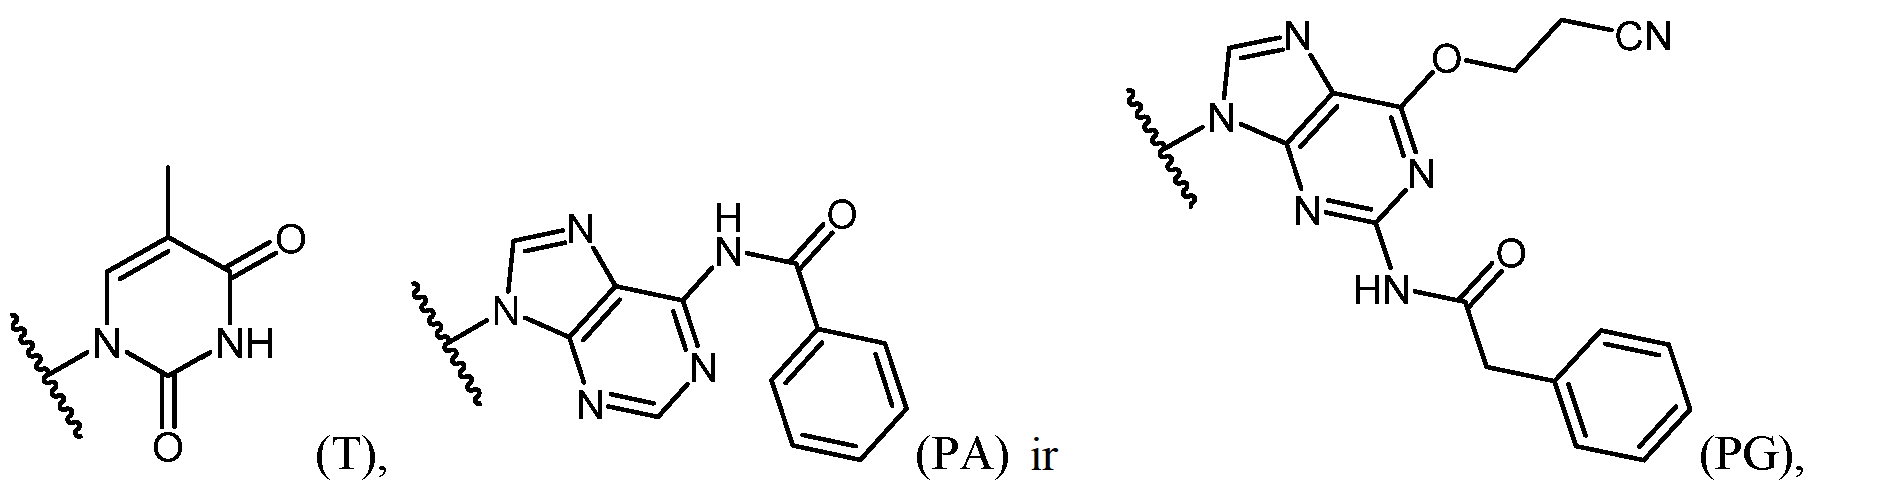 N CN
O
N
N
N
O
H N O
N N HN
O
N NH N
O N
(T), (PA) ir (PG),